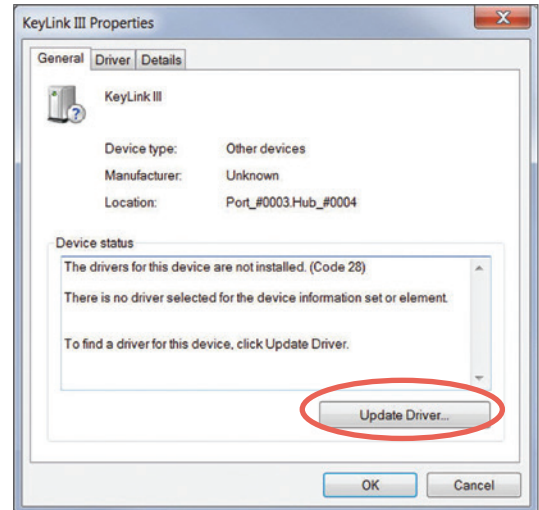 KeyLink III Properties
General Driver Details
KeyLink III
Device type: Other devices
Manufacturer: Unknown
Location: Port_#0003.Hub_#0004
Device status
The drivers for this device are not installed. (Code 28)
There is no driver selected for the device information set or element.
To find a driver for this device, click Update Driver.
Update Driver...
OK Cancel